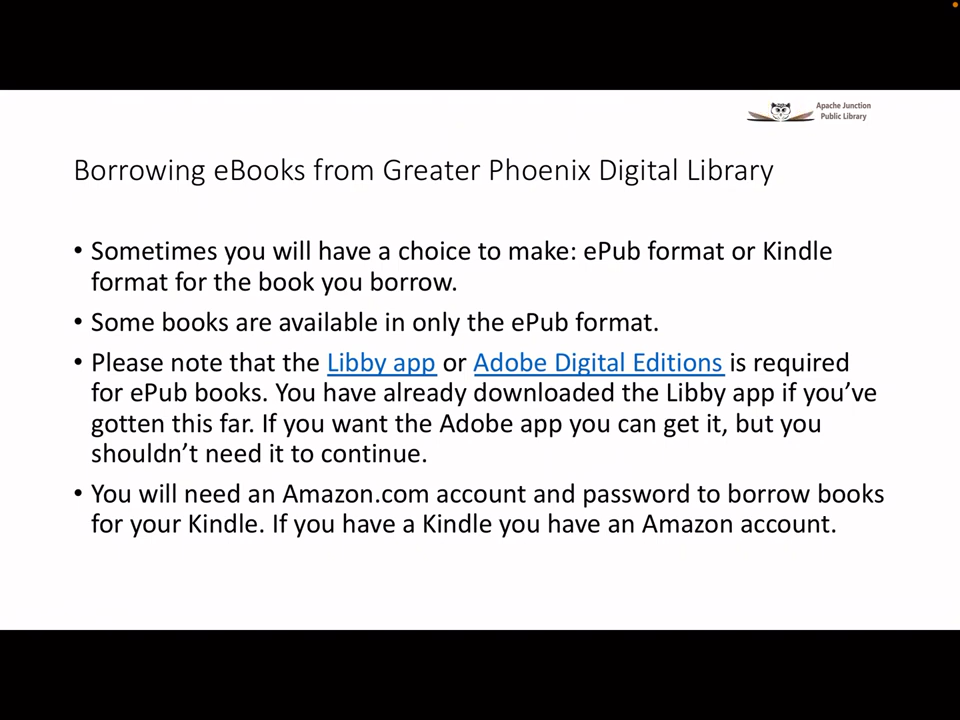 Apache Junction
Public Library
Borrowing eBooks from Greater Phoenix Digital Library
• Sometimes you will have a choice to make: ePub format or Kindle
format for the book you borrow.
• Some books are available in only the ePub format.
• Please note that the Libby app or Adobe Digital Editions is required
for ePub books. You have already downloaded the Libby app if you’ve
gotten this far. If you want the Adobe app you can get it, but you
shouldn’t need it to continue.
• You will need an Amazon.com account and password to borrow books
for your Kindle. If you have a Kindle you have an Amazon account.